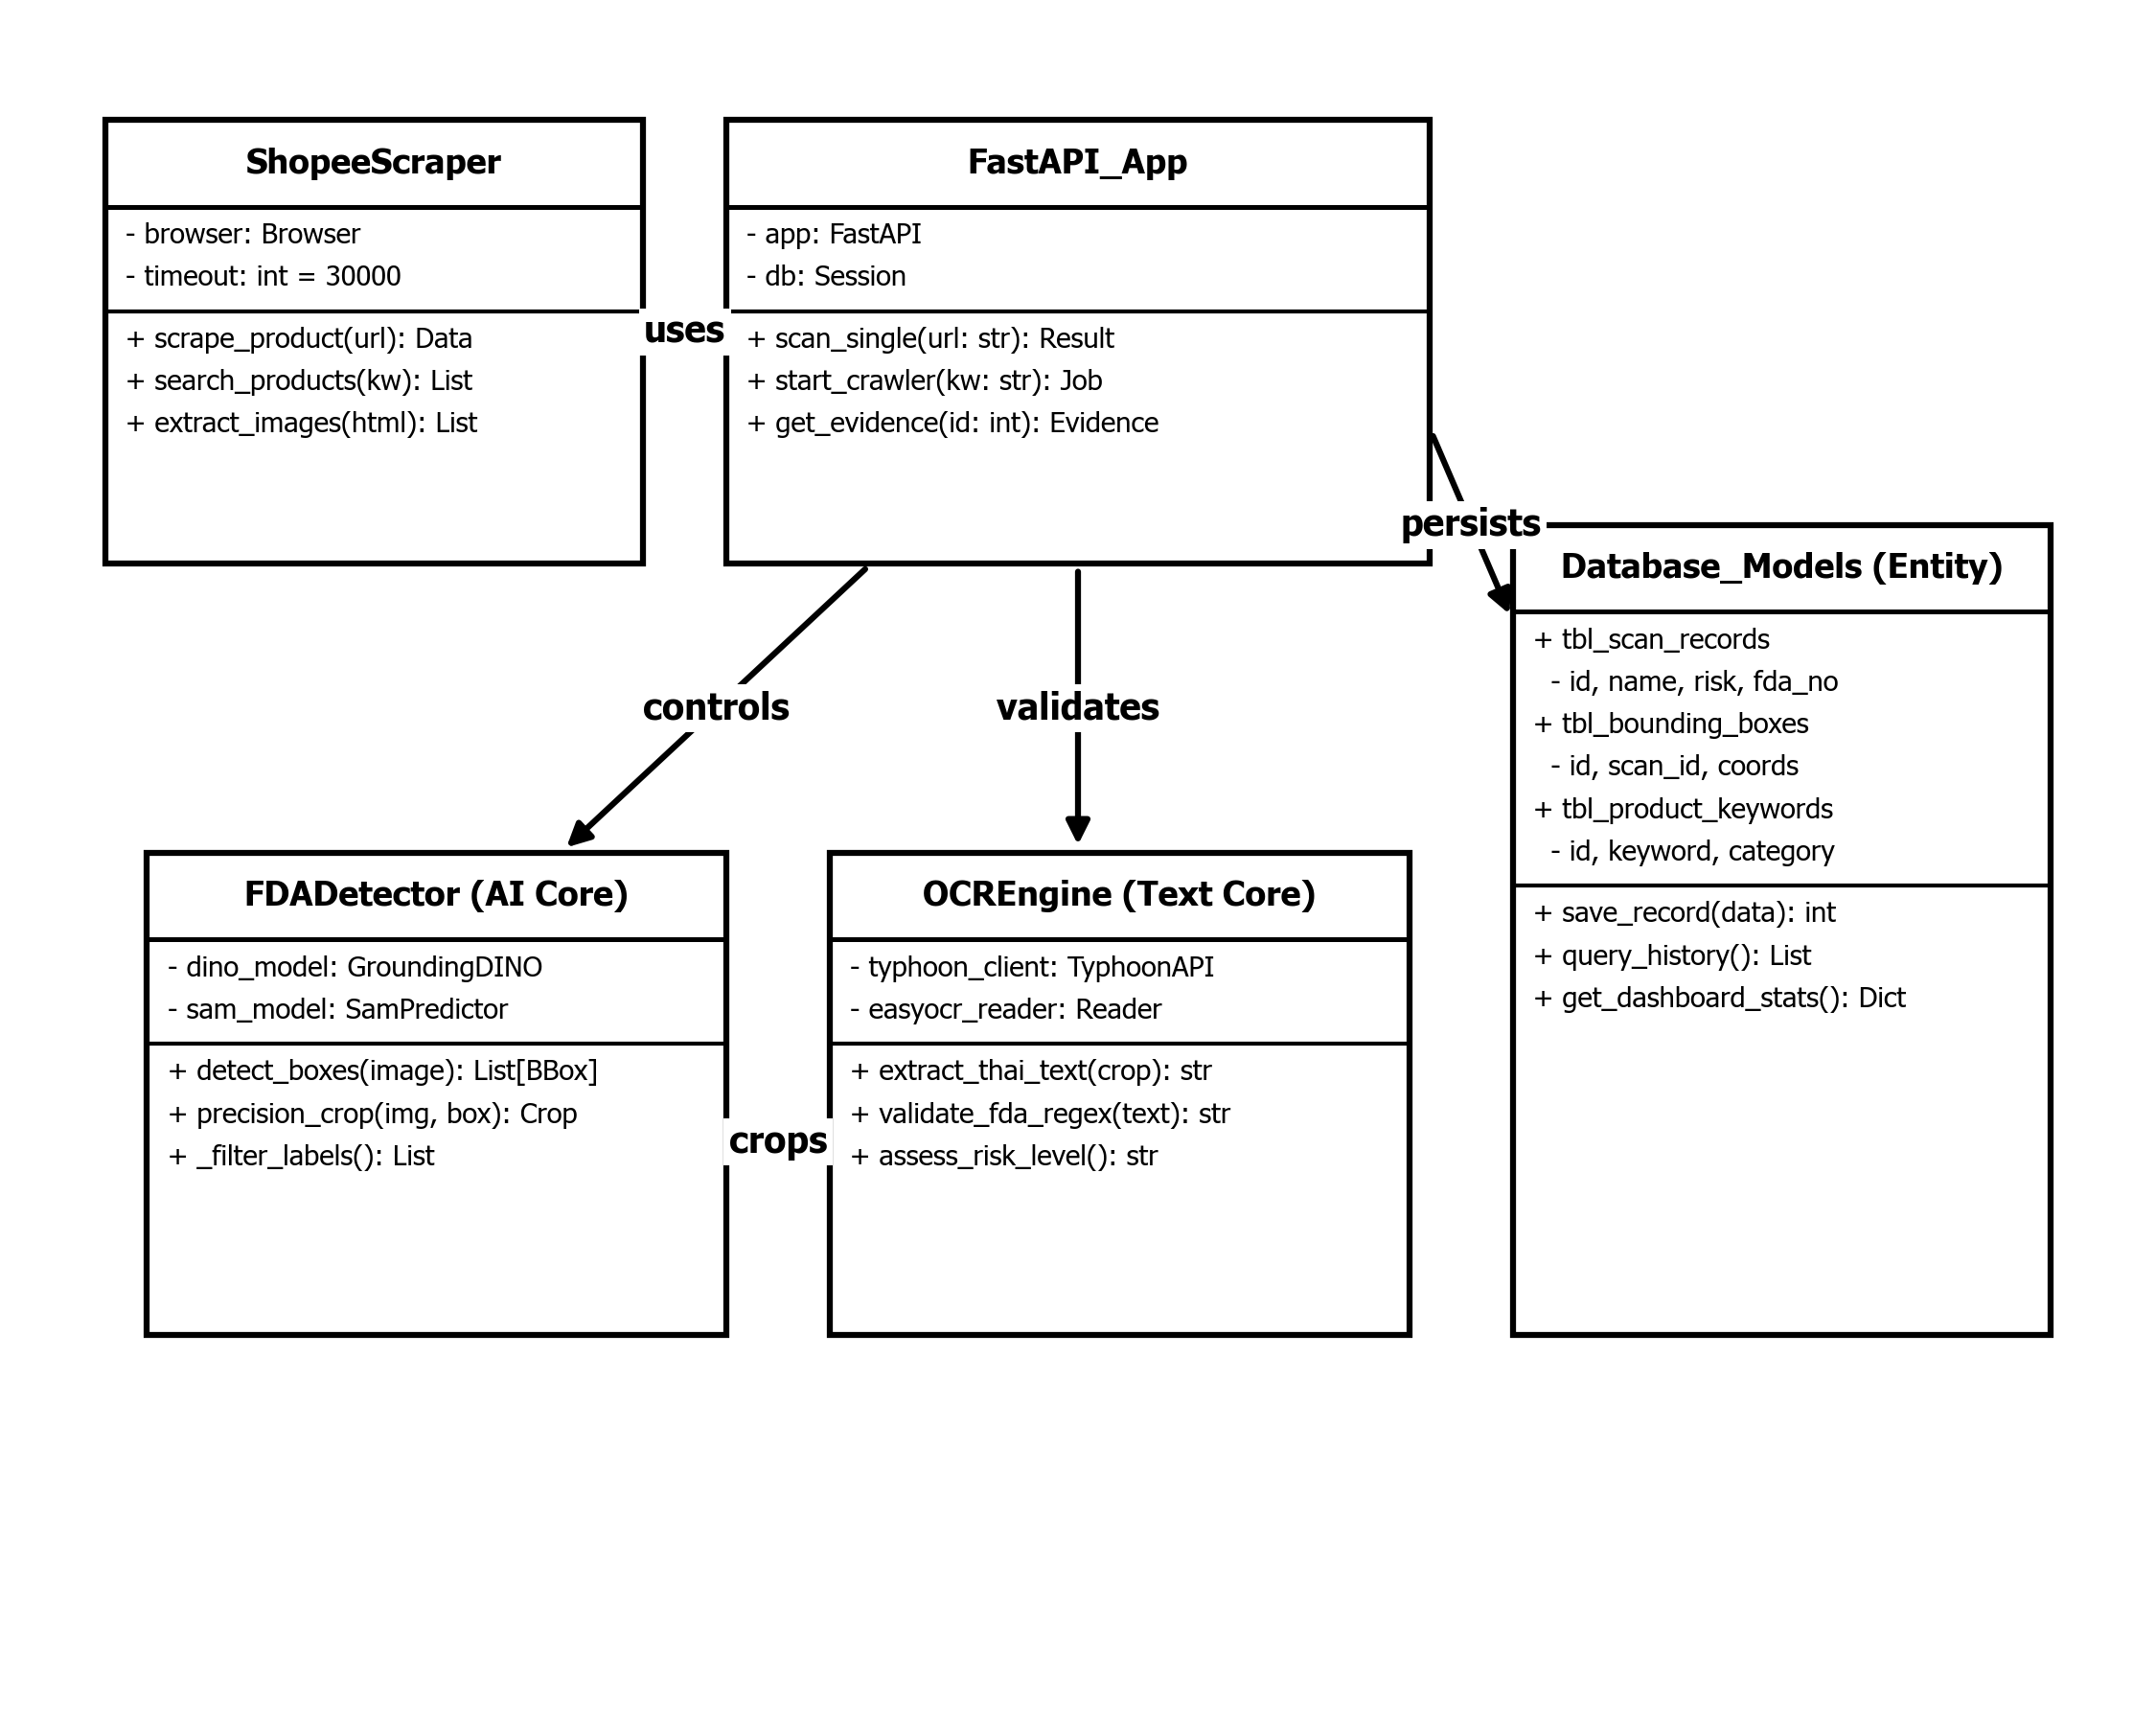 ShopeeScraper
- browser: Browser
- timeout: int = 30000
+ scrape_product(url): Data
+ search_products(kw): List
+ extract_images(html): List
uses
FastAPI_App
- app: FastAPI
- db: Session
+ scan_single(url: str): Result
+ start_crawler(kw: str): Job
+ get_evidence(id: int): Evidence
persists
Database_Models (Entity)
+ tbl_scan_records
- id, name, risk, fda_no
+ tbl_bounding_boxes
- id, scan_id, coords
+ tbl_product_keywords
- id, keyword, category
+ save_record(data): int
+ query_history(): List
+ get_dashboard_stats(): Dict
controls
validates
FDADetector (AI Core)
- dino_model: GroundingDINO
- sam_model: SamPredictor
+ detect_boxes(image): List[BBox]
+ precision_crop(img, box): Crop
+ _filter_labels(): List
crops
OCREngine (Text Core)
- typhoon_client: TyphoonAPI
- easyocr_reader: Reader
+ extract_thai_text(crop): str
+ validate_fda_regex(text): str
+ assess_risk_level(): str